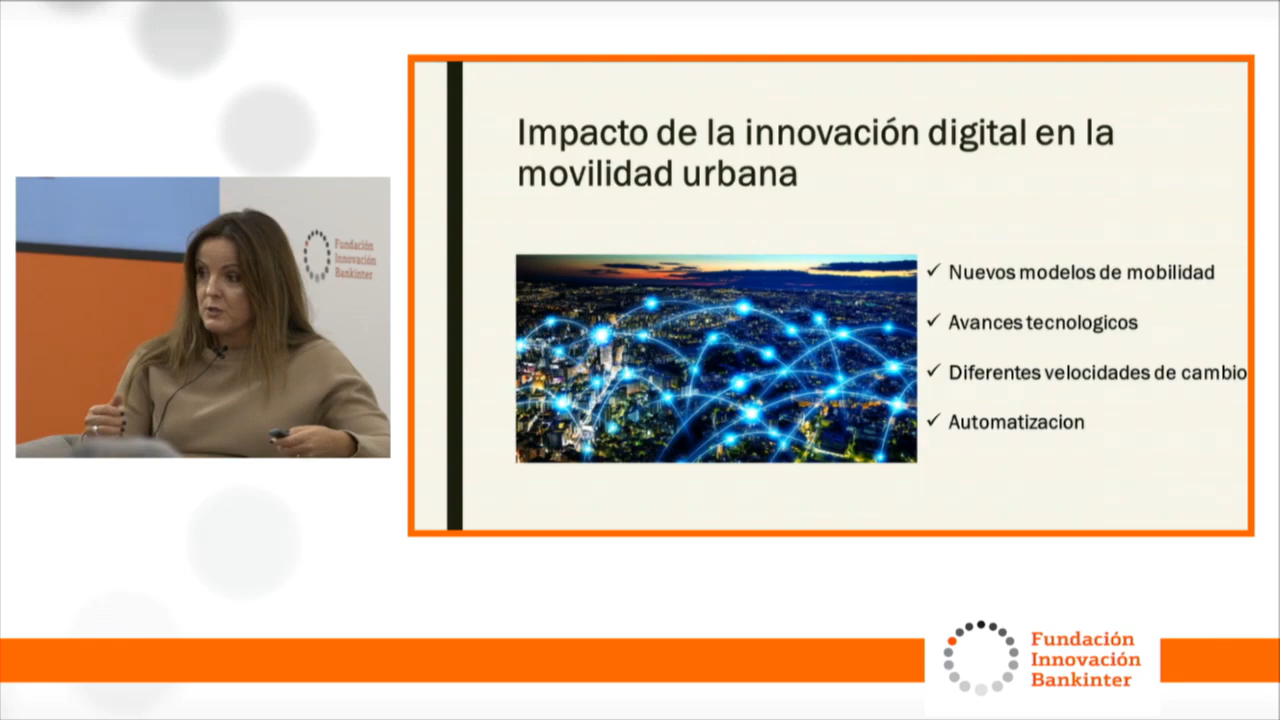 Impacto de la innovación digital en la
movilidad urbana
✓ Nuevos modelos de mobilidad
✓ Avances tecnologicos
✓ Diferentes velocidades de cambio
✓ Automatizacion
Fundación
Innovación
Bankinter
Fundación
Innovación
Bankinter